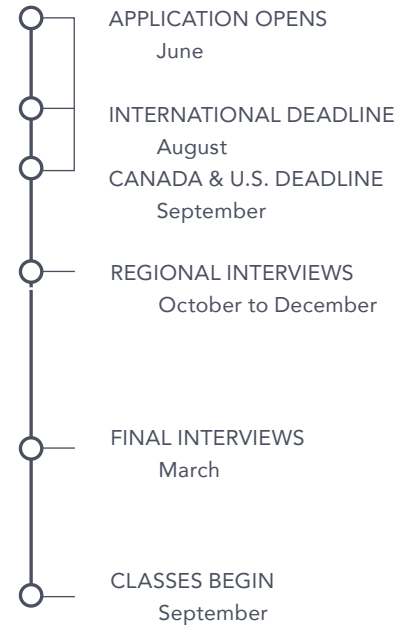 APPLICATION OPENS
June
INTERNATIONAL DEADLINE
August
CANADA & U.S. DEADLINE
September
REGIONAL INTERVIEWS
October to December
FINAL INTERVIEWS
March
CLASSES BEGIN
September